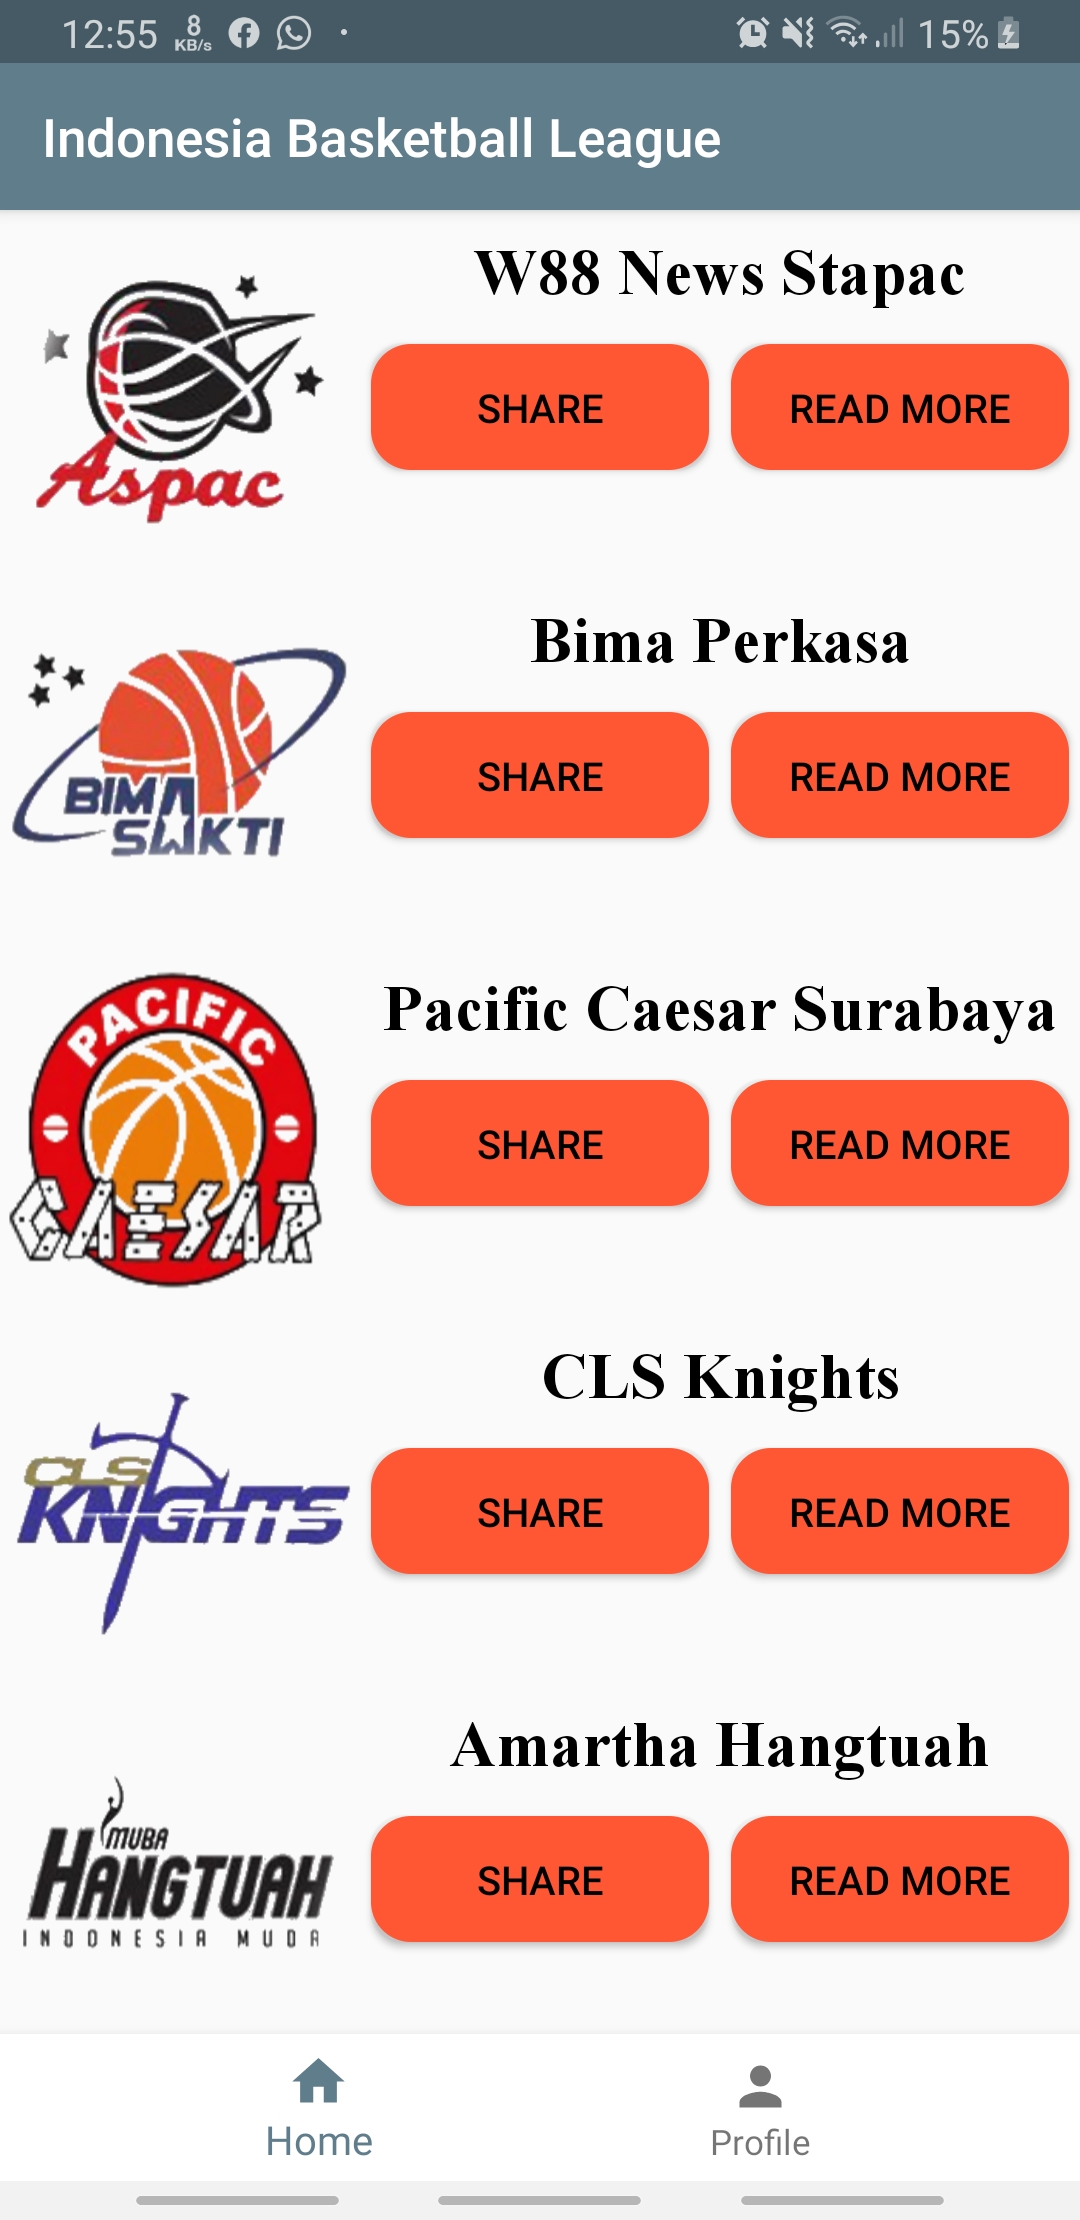 12:55 8 KB/s 15%
Indonesia Basketball League
W88 News Stapac
Aspac
SHARE READ MORE
Bima Perkasa
BIMA
SAKTI
SHARE READ MORE
PACIFIC
CAESAR
Pacific Caesar Surabaya
SHARE READ MORE
CLS Knights
CLS
KNIGHTS
SHARE READ MORE
Amartha Hangtuah
MUBA
HANGTUAH
INDONESIA MUDA
SHARE READ MORE
Home Profile